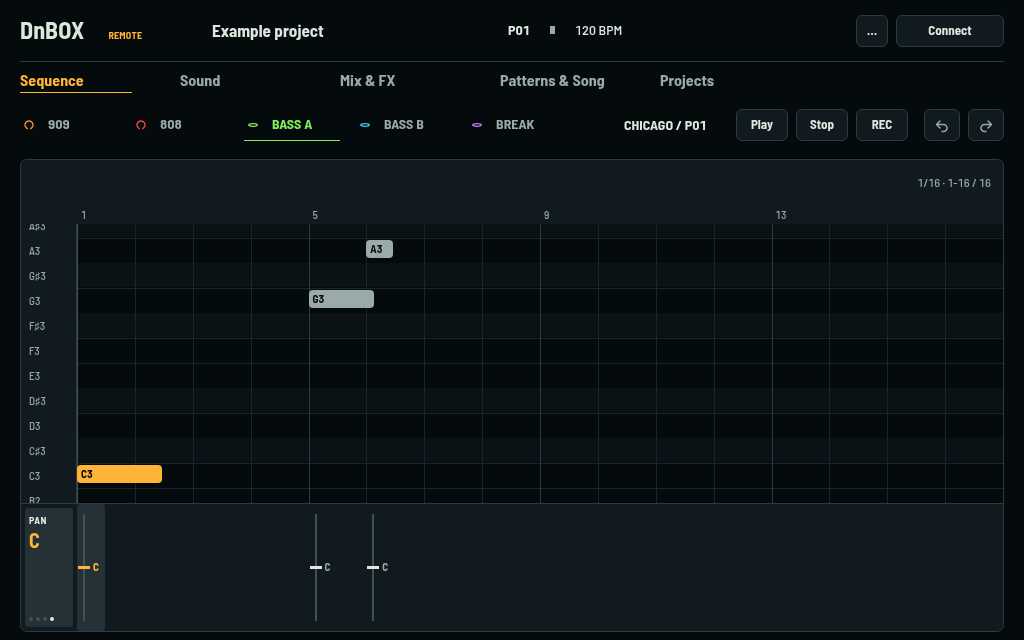 DnBOX REMOTE Example project P01 120 BPM ... Connect
Sequence Sound Mix & FX Patterns & Song Projects
909 808 BASS A BASS B BREAK CHICAGO / P01 Play Stop REC
1/16 · 1-16 / 16
1 5 9 13
A♯3
A3 A3
G♯3
G3 G3
F♯3
F3
E3
D♯3
D3
C♯3
C3 C3
B2
PAN
C
C C C